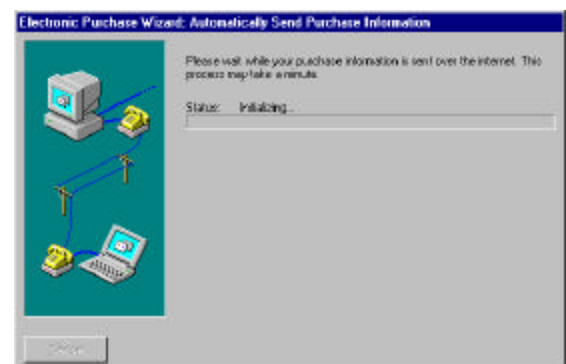 Electronic Purchase Wizard: Automatically Send Purchase Information
Please wait while your purchase information is sent over the internet. This
process may take a minute.
Status: Initializing...